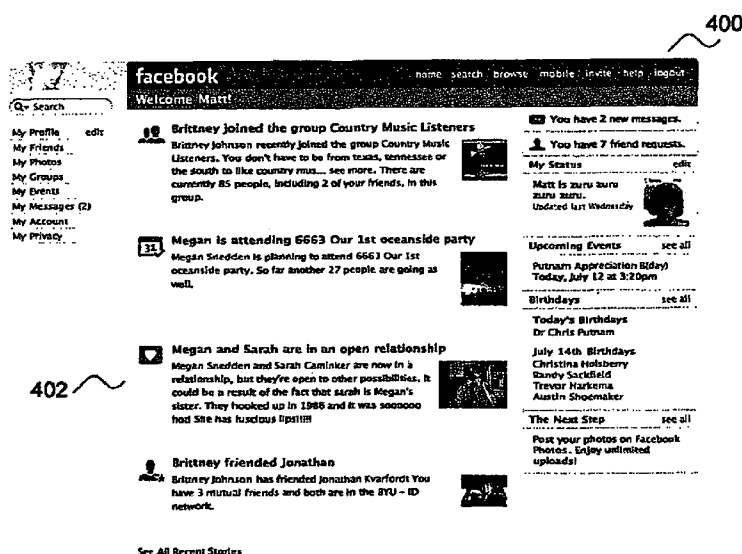 400
facebook
home search browse mobile invite help logout
Search
Welcome Matt!
My Profile edit
My Friends
My Photos
My Groups
My Events
My Messages (2)
My Account
My Privacy
Brittney joined the group Country Music Listeners
Brittney Johnson recently joined the group Country Music
Listeners. You don't have to be from texas, tennessee or
the south to like country mus... see more. There are
currently 85 people, including 2 of your friends, in this
group.
31
Megan is attending 6663 Our 1st oceanside party
Megan Snedden is planning to attend 6663 Our 1st
oceanside party. So far another 27 people are going as
well.
402
Megan and Sarah are in an open relationship
Megan Snedden and Sarah Caminker are now in a
relationship, but they're open to other possibilities. It
could be a result of the fact that sarah is Megan's
sister. They hooked up in 1986 and it was soooooo
hot! She has luscious lips!!!!!
Brittney friended Jonathan
Brittney Johnson has friended Jonathan Kvarfordt You
have 3 mutual friends and both are in the BYU - ID
network.
See All Recent Stories
You have 2 new messages.
You have 7 friend requests.
My Status edit
Matt is zuru zuru
zuru zuru.
Updated last Wednesday
Upcoming Events see all
Putnam Appreciation B(day)
Today, July 12 at 3:20pm
Birthdays see all
Today's Birthdays
Dr Chris Putnam
July 14th Birthdays
Christina Holsberry
Randy Sackfield
Trevor Harkema
Austin Shoemaker
The Next Step see all
Post your photos on Facebook
Photos. Enjoy unlimited
uploads!